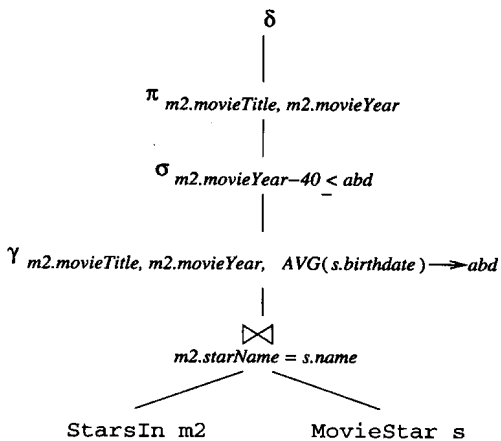 δ
π m2.movieTitle, m2.movieYear
σ m2.movieYear−40 ≤ abd
γ m2.movieTitle, m2.movieYear, AVG(s.birthdate) → abd
⋈
m2.starName = s.name
StarsIn m2 MovieStar s